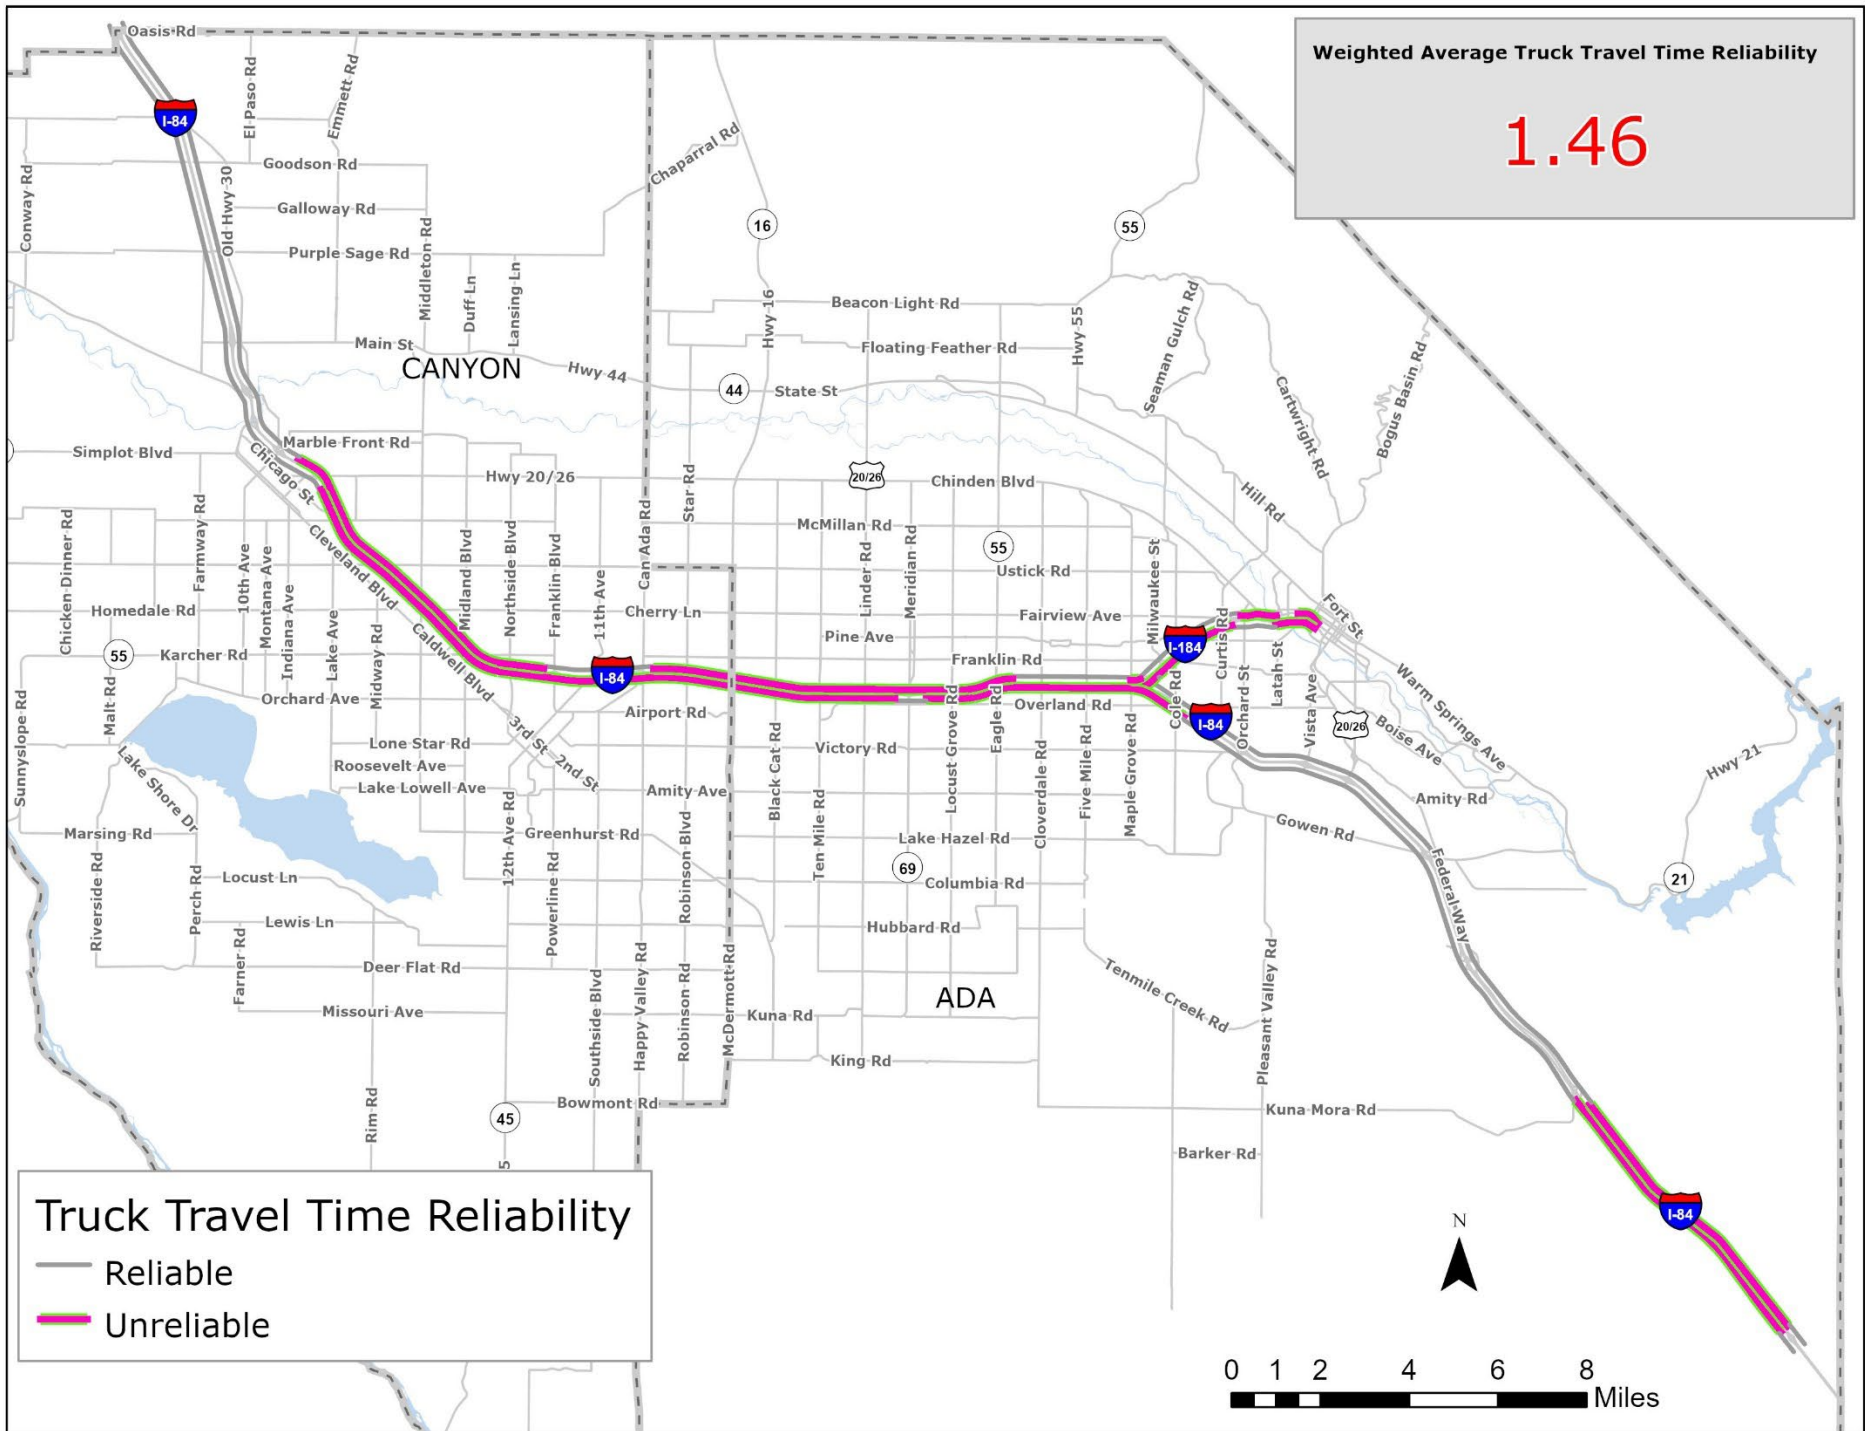 Oasis Rd
Weighted Average Truck Travel Time Reliability
1.46
I-84
El Paso Rd
Emmett Rd
Goodson Rd
Chaparral Rd
Conway Rd
Old Hwy 30
Galloway Rd
Middleton Rd
16
55
Purple Sage Rd
Duff Ln
Lansing Ln
Beacon Light Rd
Hwy 16
Hwy 55
Seaman Gulch Rd
Main St
Floating Feather Rd
CANYON
Hwy 44
44
State St
Cartwright Rd
Bogus Basin Rd
Marble Front Rd
Simplot Blvd
Chicago St
Hwy 20/26
20/26
Chinden Blvd
Star Rd
Hill Rd
Farmway Rd
McMillan Rd
Can Ada Rd
Chicken Dinner Rd
10th Ave
Montana Ave
Indiana Ave
Cleveland Blvd
Midland Blvd
Northside Blvd
Franklin Blvd
11th Ave
Linder Rd
Meridian Rd
55
Ustick Rd
Milwaukee St
Homedale Rd
Cherry Ln
Fairview Ave
Curtis Rd
Fort St
Lake Ave
Midway Rd
Caldwell Blvd
Pine Ave
I-184
55
Karcher Rd
Franklin Rd
Latah St
Orchard St
I-84
Warm Springs Ave
Malt Rd
Orchard Ave
Airport Rd
Locust Grove Rd
Eagle Rd
Overland Rd
Cole Rd
I-84
Vista Ave
20/26
Boise Ave
Sunnyslope Rd
Lone Star Rd
3rd St
2nd St
Black Cat Rd
Victory Rd
Cloverdale Rd
Five Mile Rd
Maple Grove Rd
Hwy 21
Lake Shore Dr
Roosevelt Ave
Lake Lowell Ave
Amity Ave
Ten Mile Rd
Amity Rd
Marsing Rd
12th Ave Rd
Greenhurst Rd
Robinson Blvd
Lake Hazel Rd
Gowen Rd
Riverside Rd
Perch Rd
Locust Ln
Powerline Rd
69
Columbia Rd
Federal Way
21
Lewis Ln
Hubbard Rd
Farner Rd
Deer Flat Rd
Southside Blvd
Happy Valley Rd
Robinson Rd
McDermott Rd
Tenmile Creek Rd
Pleasant Valley Rd
ADA
Missouri Ave
Kuna Rd
King Rd
Rim Rd
45
Bowmont Rd
Kuna Mora Rd
5
Barker Rd
I-84
Truck Travel Time Reliability
Reliable
Unreliable
N
0 1 2 4 6 8
Miles